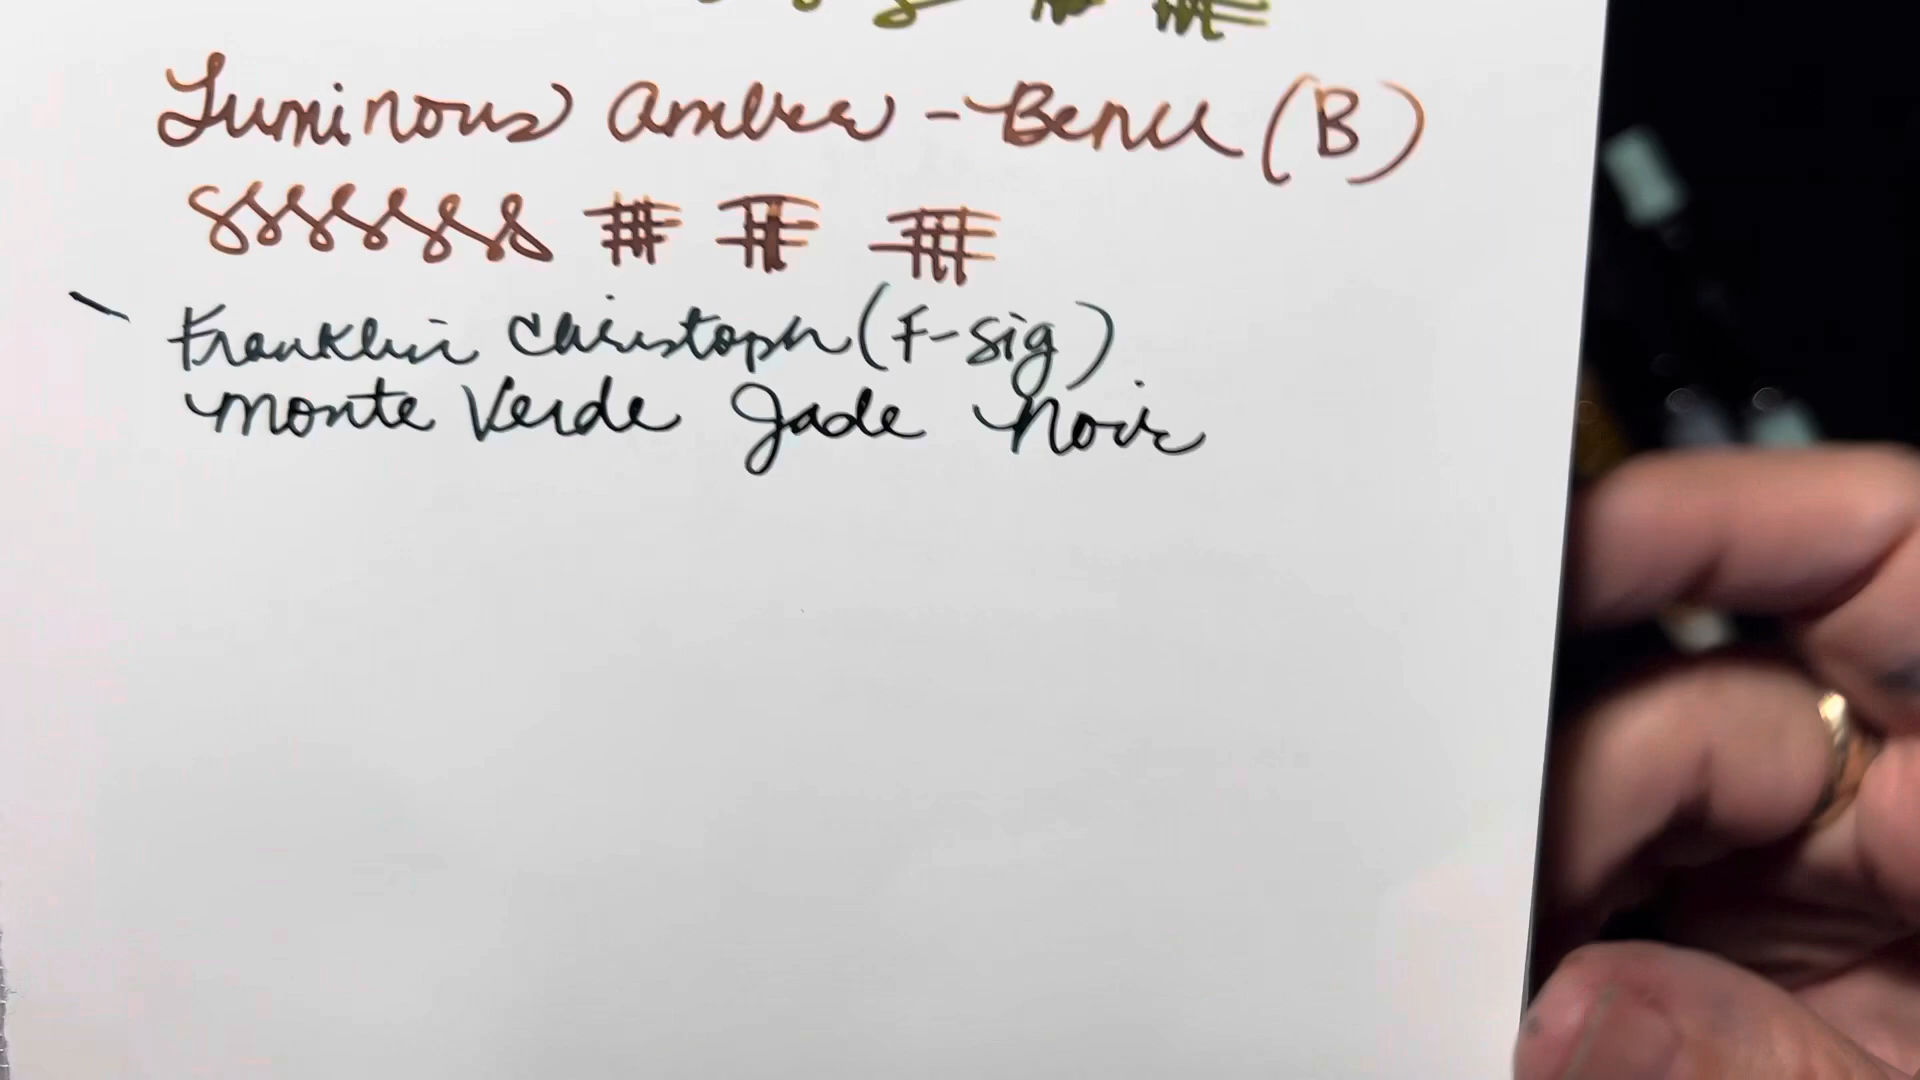 Luminous Amber - Benu (B)
Franklin Christoph (F-Sig)
Monte Verde Jade Noir